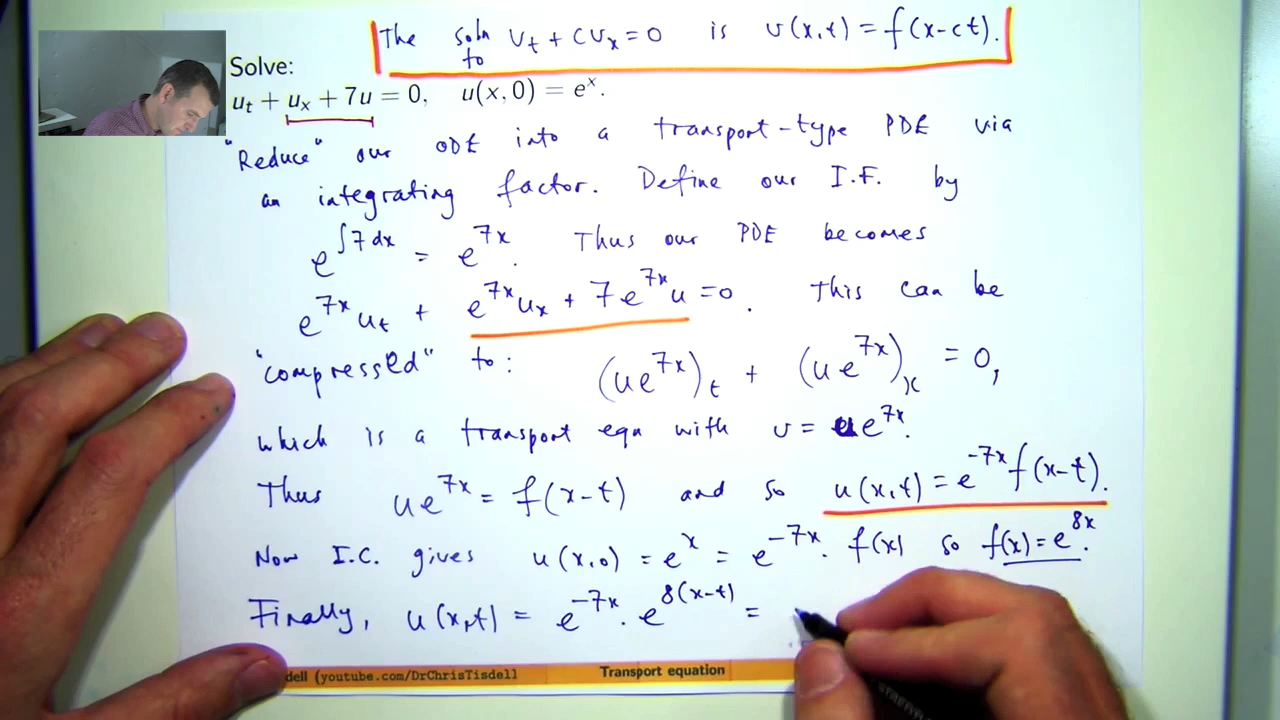 The soln to v_t + cv_x = 0 is v(x,t) = f(x-ct).
Solve:
u_t + u_x + 7u = 0, u(x, 0) = e^x.
"Reduce" our ODE into a transport-type PDE via
an integrating factor. Define our I.F. by
e^{∫7dx} = e^{7x}. Thus our PDE becomes
e^{7x}u_t + e^{7x}u_x + 7e^{7x}u = 0. This can be
"compressed" to: (ue^{7x})_t + (ue^{7x})_x = 0,
which is a transport eqn with v = ue^{7x}.
Thus ue^{7x} = f(x-t) and so u(x,t) = e^{-7x}f(x-t).
Now I.C. gives u(x,0) = e^x = e^{-7x}. f(x) so f(x) = e^{8x}.
Finally, u(x,t) = e^{-7x}. e^{8(x-t)} =
dell (youtube.com/DrChrisTisdell Transport equation